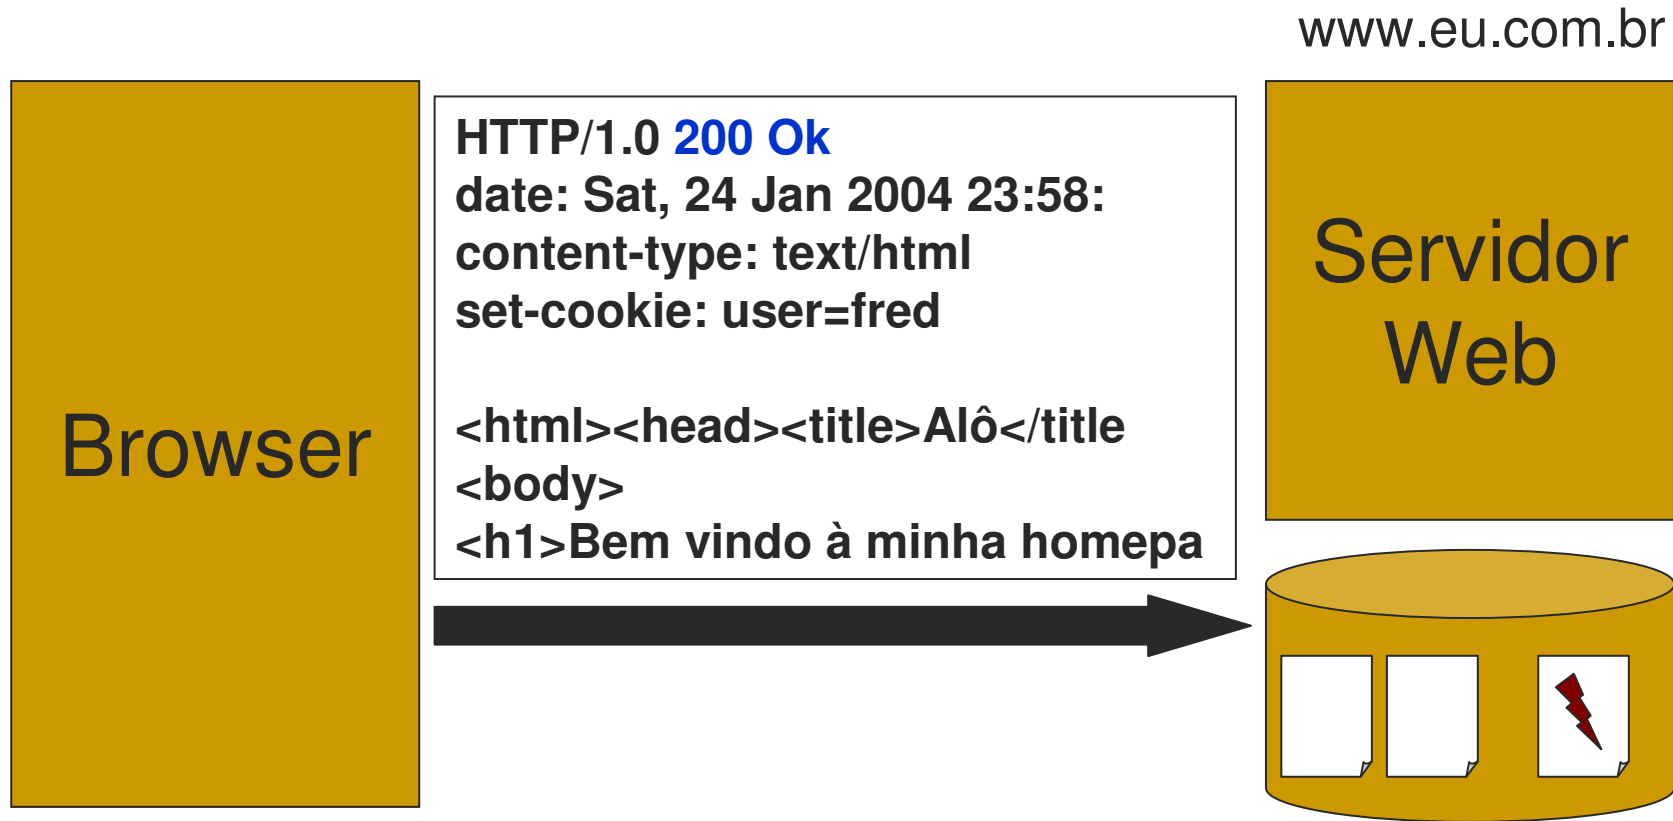 www.eu.com.br
Browser
HTTP/1.0 200 Ok
date: Sat, 24 Jan 2004 23:58:
content-type: text/html
set-cookie: user=fred
<html><head><title>Alô</title
<body>
<h1>Bem vindo à minha homepa
Servidor
Web